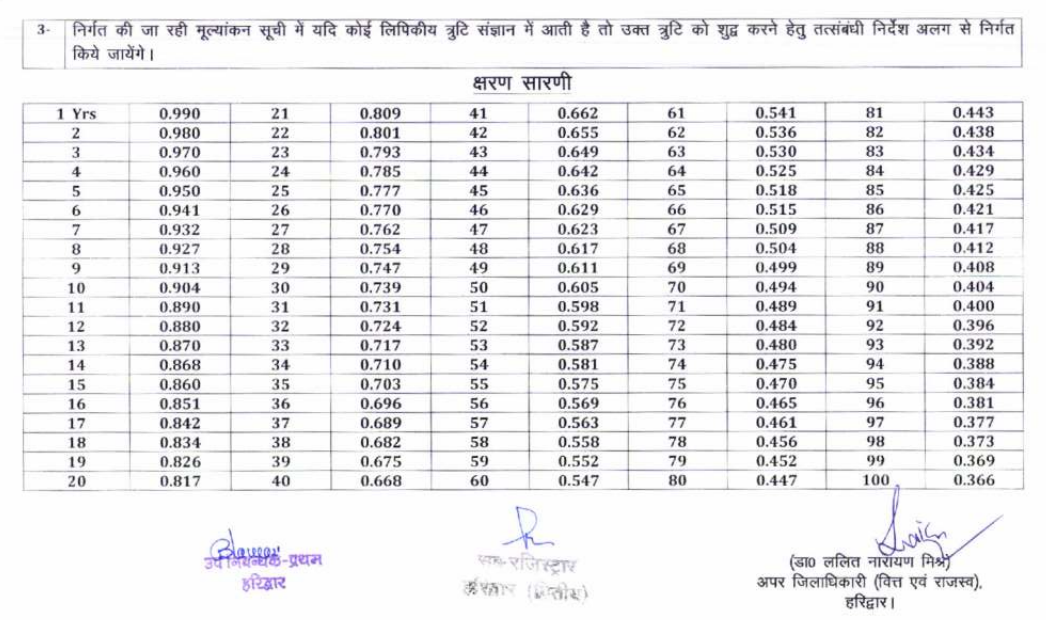 3- निर्गत की जा रही मूल्यांकन सूची में यदि कोई लिपिकीय त्रुटि संज्ञान में आती है तो उक्त त्रुटि को शुद्व करने हेतु तत्संबंधी निर्देश अलग से निर्गत
किये जायेंगे।
क्षरण सारणी
1 Yrs 0.990 21 0.809 41 0.662 61 0.541 81 0.443
2 0.980 22 0.801 42 0.655 62 0.536 82 0.438
3 0.970 23 0.793 43 0.649 63 0.530 83 0.434
4 0.960 24 0.785 44 0.642 64 0.525 84 0.429
5 0.950 25 0.777 45 0.636 65 0.518 85 0.425
6 0.941 26 0.770 46 0.629 66 0.515 86 0.421
7 0.932 27 0.762 47 0.623 67 0.509 87 0.417
8 0.927 28 0.754 48 0.617 68 0.504 88 0.412
9 0.913 29 0.747 49 0.611 69 0.499 89 0.408
10 0.904 30 0.739 50 0.605 70 0.494 90 0.404
11 0.890 31 0.731 51 0.598 71 0.489 91 0.400
12 0.880 32 0.724 52 0.592 72 0.484 92 0.396
13 0.870 33 0.717 53 0.587 73 0.480 93 0.392
14 0.868 34 0.710 54 0.581 74 0.475 94 0.388
15 0.860 35 0.703 55 0.575 75 0.470 95 0.384
16 0.851 36 0.696 56 0.569 76 0.465 96 0.381
17 0.842 37 0.689 57 0.563 77 0.461 97 0.377
18 0.834 38 0.682 58 0.558 78 0.456 98 0.373
19 0.826 39 0.675 59 0.552 79 0.452 99 0.369
20 0.817 40 0.668 60 0.547 80 0.447 100 0.366
उप निबन्धक-प्रथम
हरिद्वार
सब-रजिस्ट्रार
हरिद्वार (द्वितीय)
(डा0 ललित नारायण मिश्र)
अपर जिलाधिकारी (वित्त एवं राजस्व),
हरिद्वार।